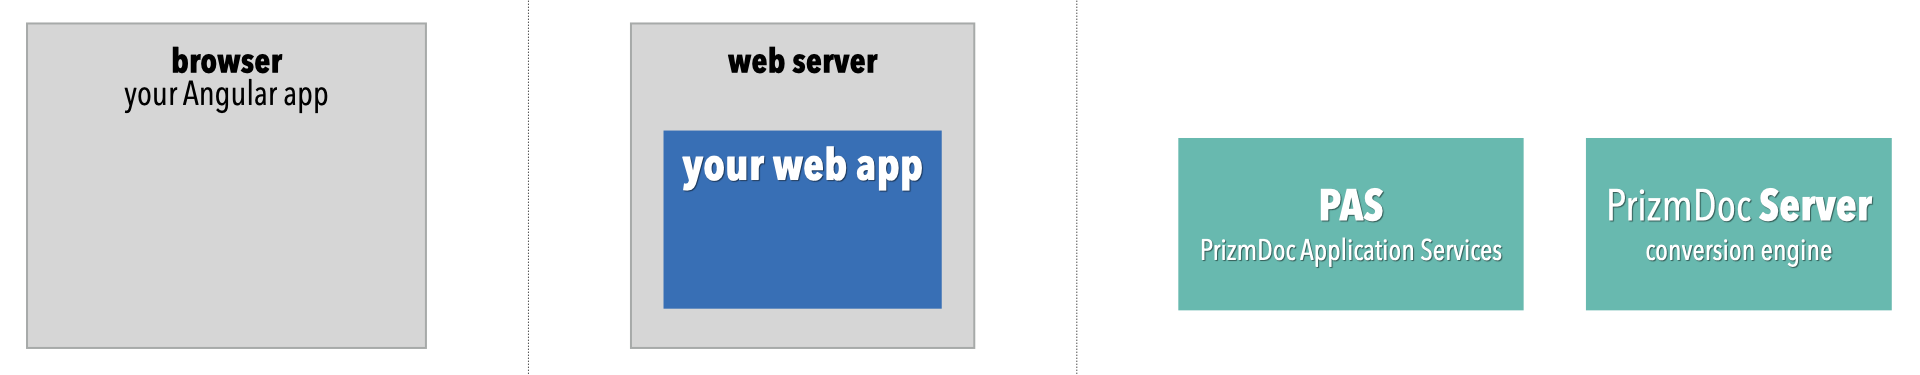 browser
your Angular app
web server
your web app
PAS
PrizmDoc Application Services
PrizmDoc Server
conversion engine